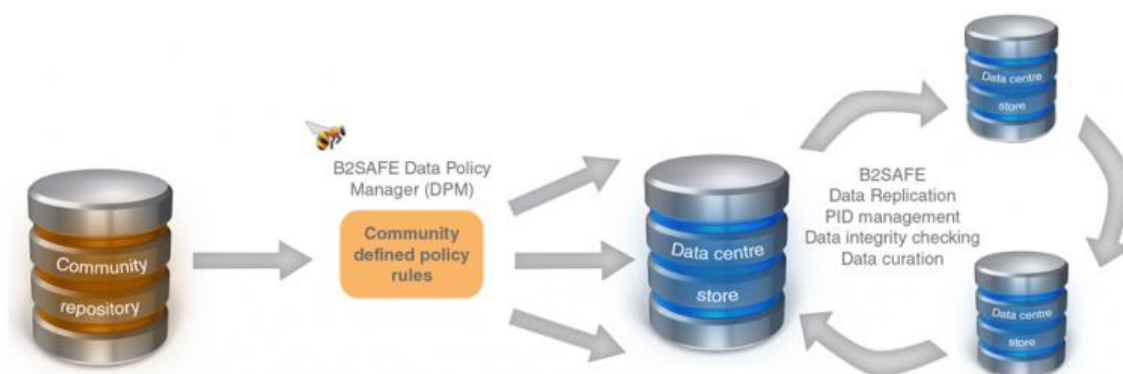 Community
repository
B2SAFE Data Policy
Manager (DPM)
Community
defined policy
rules
Data centre
store
B2SAFE
Data Replication
PID management
Data integrity checking
Data curation
Data centre
store
Data centre
store